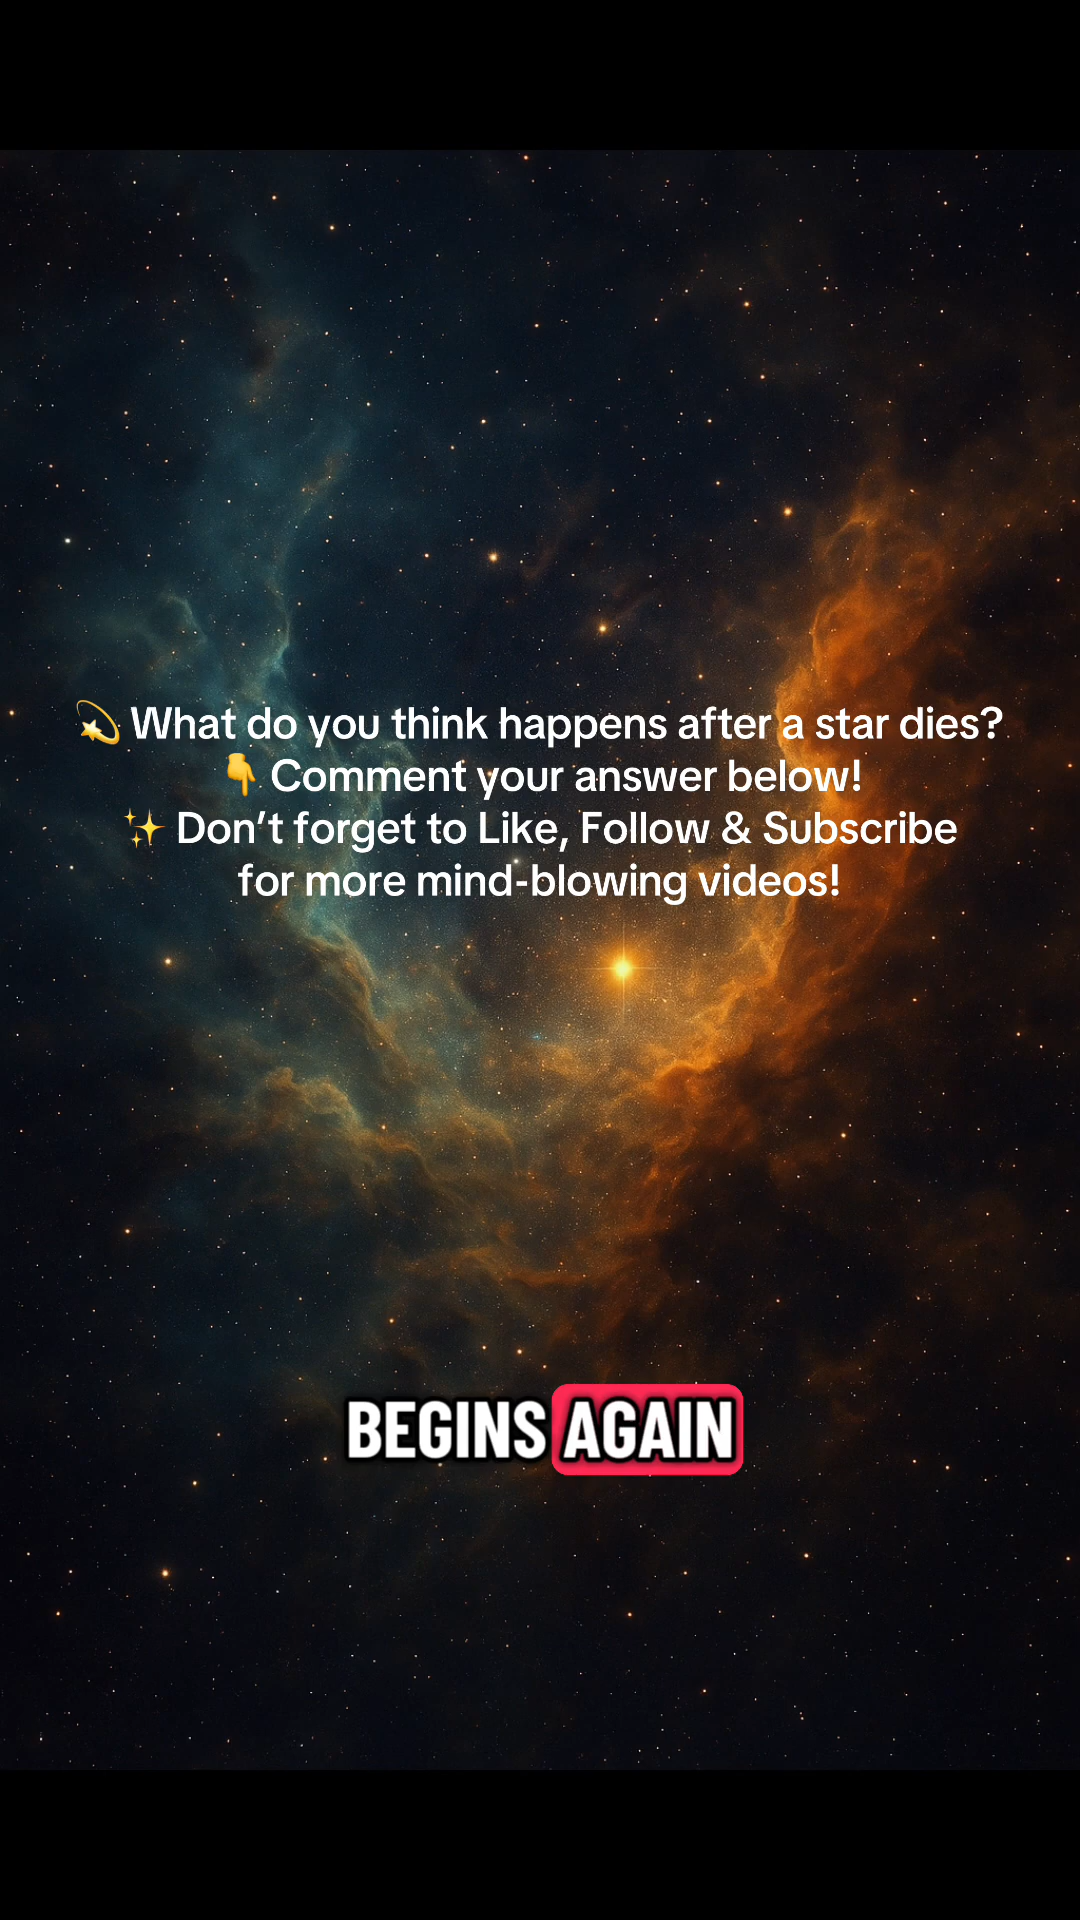 💫 What do you think happens after a star dies?
👇 Comment your answer below!
✨ Don’t forget to Like, Follow & Subscribe
for more mind-blowing videos!
BEGINS AGAIN